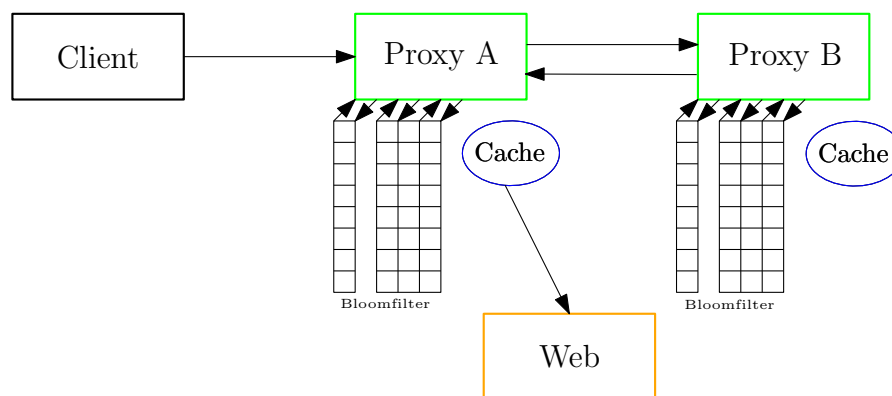 Client
Proxy A
Proxy B
Cache
Cache
Bloomfilter
Bloomfilter
Web